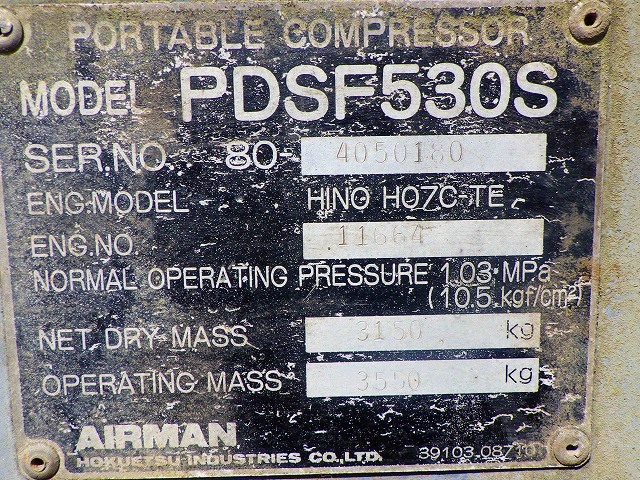 PORTABLE COMPRESSOR
MODEL PDSF530S
SER.NO. 80- 4050180
ENG.MODEL HINO H07C-TE
ENG.NO. 11664
NORMAL OPERATING PRESSURE 1.03 MPa
(10.5 kgf/cm²)
NET DRY MASS 3150 kg
OPERATING MASS 3550 kg
AIRMAN
HOKUETSU INDUSTRIES CO.,LTD.